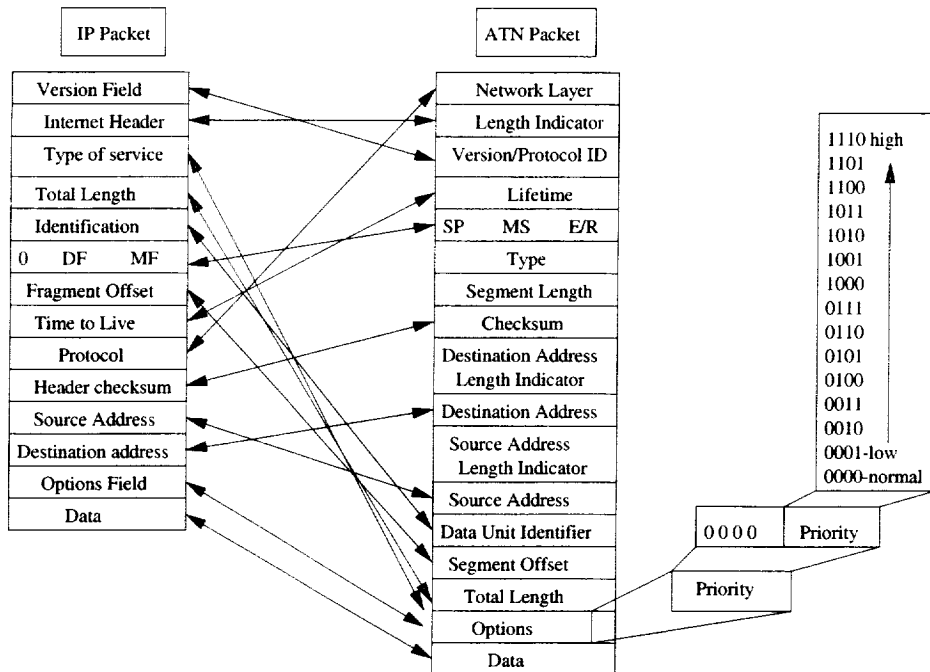 IP Packet
Version Field
Internet Header
Type of service
Total Length
Identification
0 DF MF
Fragment Offset
Time to Live
Protocol
Header checksum
Source Address
Destination address
Options Field
Data
ATN Packet
Network Layer
Length Indicator
Version/Protocol ID
Lifetime
SP MS E/R
Type
Segment Length
Checksum
Destination Address
Length Indicator
Destination Address
Source Address
Length Indicator
Source Address
Data Unit Identifier
Segment Offset
Total Length
Options
Data
1110 high
1101
1100
1011
1010
1001
1000
0111
0110
0101
0100
0011
0010
0001-low
0000-normal
0 0 0 0 Priority
Priority